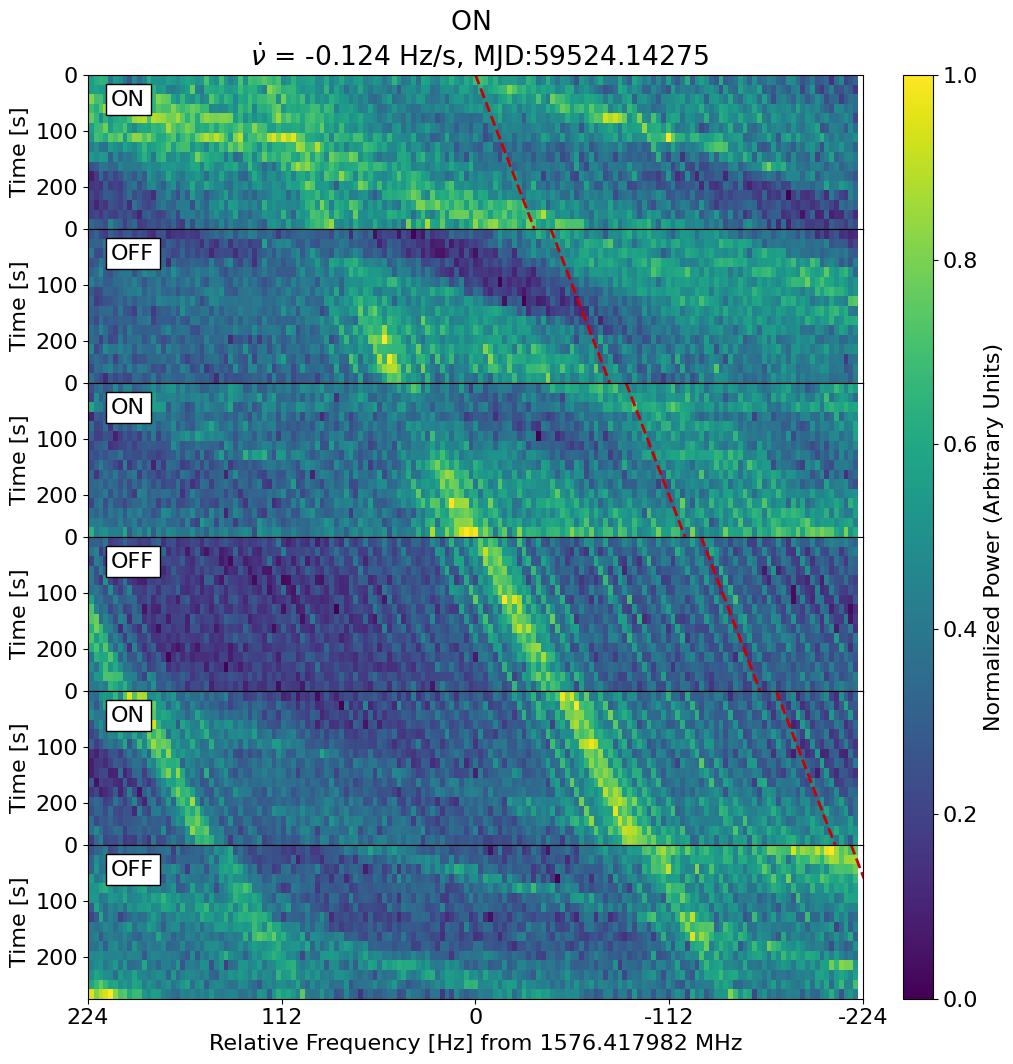 ON
ν̇ = -0.124 Hz/s, MJD:59524.14275
0
ON
100
200
Time [s]
0
OFF
100
200
Time [s]
0
ON
100
200
Time [s]
0
OFF
100
200
Time [s]
0
ON
100
200
Time [s]
0
OFF
100
200
Time [s]
224 112 0 -112 -224
Relative Frequency [Hz] from 1576.417982 MHz
1.0
0.8
0.6
0.4
0.2
0.0
Normalized Power (Arbitrary Units)